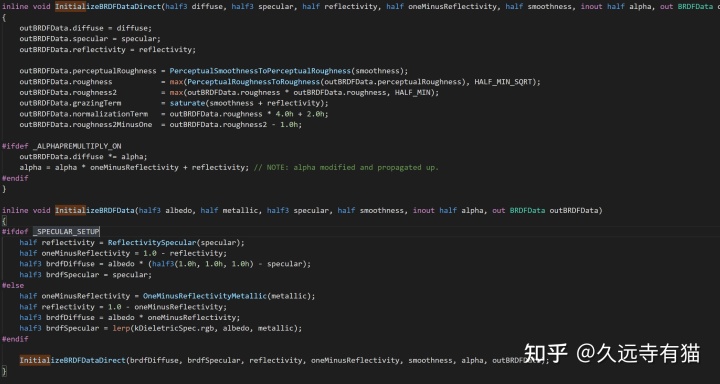 inline void InitializeBRDFDataDirect(half3 diffuse, half3 specular, half reflectivity, half oneMinusReflectivity, half smoothness, inout half alpha, out BRDFData
{
outBRDFData.diffuse = diffuse;
outBRDFData.specular = specular;
outBRDFData.reflectivity = reflectivity;
outBRDFData.perceptualRoughness = PerceptualSmoothnessToPerceptualRoughness(smoothness);
outBRDFData.roughness = max(PerceptualRoughnessToRoughness(outBRDFData.perceptualRoughness), HALF_MIN_SQRT);
outBRDFData.roughness2 = max(outBRDFData.roughness * outBRDFData.roughness, HALF_MIN);
outBRDFData.grazingTerm = saturate(smoothness + reflectivity);
outBRDFData.normalizationTerm = outBRDFData.roughness * 4.0h + 2.0h;
outBRDFData.roughness2MinusOne = outBRDFData.roughness2 - 1.0h;
#ifdef _ALPHAPREMULTIPLY_ON
outBRDFData.diffuse *= alpha;
alpha = alpha * oneMinusReflectivity + reflectivity; // NOTE: alpha modified and propagated up.
#endif
}
inline void InitializeBRDFData(half3 albedo, half metallic, half3 specular, half smoothness, inout half alpha, out BRDFData outBRDFData)
{
#ifdef _SPECULAR_SETUP
half reflectivity = ReflectivitySpecular(specular);
half oneMinusReflectivity = 1.0 - reflectivity;
half3 brdfDiffuse = albedo * (half3(1.0h, 1.0h, 1.0h) - specular);
half3 brdfSpecular = specular;
#else
half oneMinusReflectivity = OneMinusReflectivityMetallic(metallic);
half reflectivity = 1.0 - oneMinusReflectivity;
half3 brdfDiffuse = albedo * oneMinusReflectivity;
half3 brdfSpecular = lerp(kDieletricSpec.rgb, albedo, metallic);
#endif
InitializeBRDFDataDirect(brdfDiffuse, brdfSpecular, reflectivity, oneMinusReflectivity, smoothness, alpha, outBRDFData);
}
知乎 @久远寺有猫